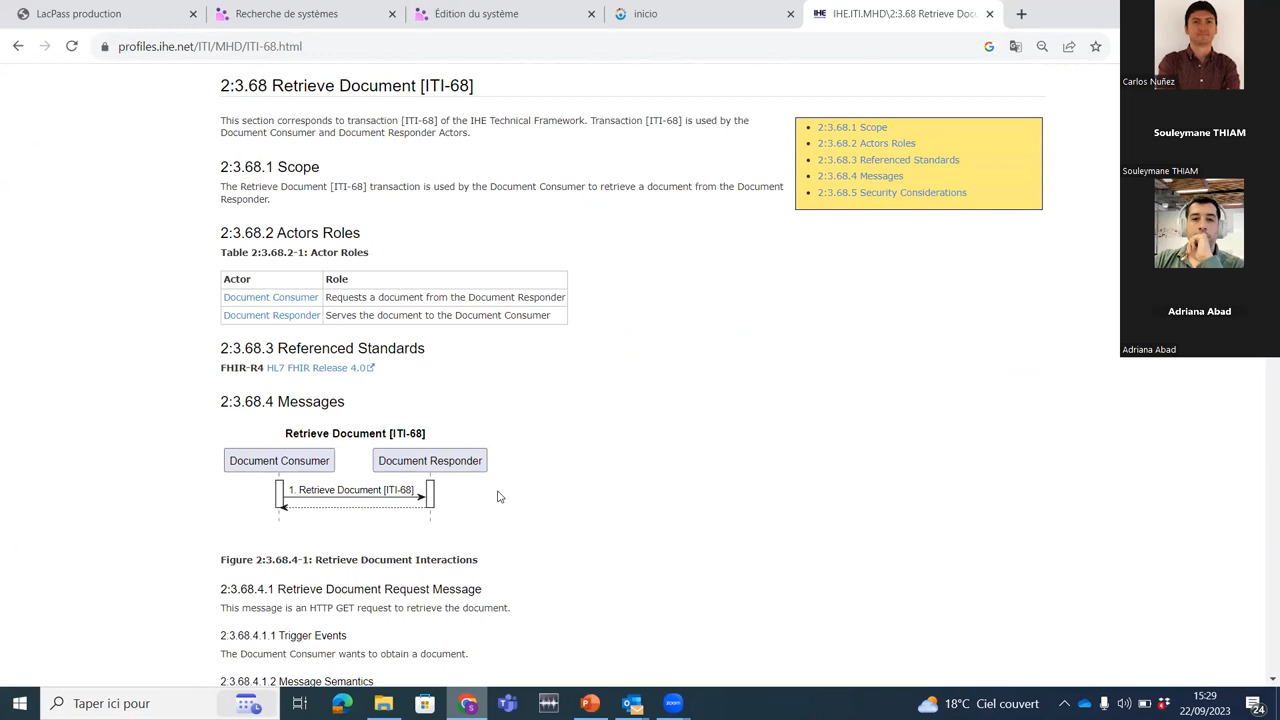 LacPass production
Recherche de systèmes
Édition du système
inicio
IHE.ITI.MHD\2:3.68 Retrieve Doc
profiles.ihe.net/ITI/MHD/ITI-68.html
2:3.68 Retrieve Document [ITI-68]
This section corresponds to transaction [ITI-68] of the IHE Technical Framework. Transaction [ITI-68] is used by the
Document Consumer and Document Responder Actors.
2:3.68.1 Scope
2:3.68.2 Actors Roles
2:3.68.3 Referenced Standards
2:3.68.4 Messages
2:3.68.5 Security Considerations
2:3.68.1 Scope
The Retrieve Document [ITI-68] transaction is used by the Document Consumer to retrieve a document from the Document
Responder.
2:3.68.2 Actors Roles
Table 2:3.68.2-1: Actor Roles
Actor Role
Document Consumer Requests a document from the Document Responder
Document Responder Serves the document to the Document Consumer
2:3.68.3 Referenced Standards
FHIR-R4 HL7 FHIR Release 4.0
2:3.68.4 Messages
Retrieve Document [ITI-68]
Document Consumer Document Responder
1. Retrieve Document [ITI-68]
Figure 2:3.68.4-1: Retrieve Document Interactions
2:3.68.4.1 Retrieve Document Request Message
This message is an HTTP GET request to retrieve the document.
2:3.68.4.1.1 Trigger Events
The Document Consumer wants to obtain a document.
2:3.68.4.1.2 Message Semantics
Carlos Nuñez
Souleymane THIAM
Souleymane THIAM
Adriana Abad
Adriana Abad
Taper ici pour
18°C Ciel couvert
15:29
22/09/2023
24